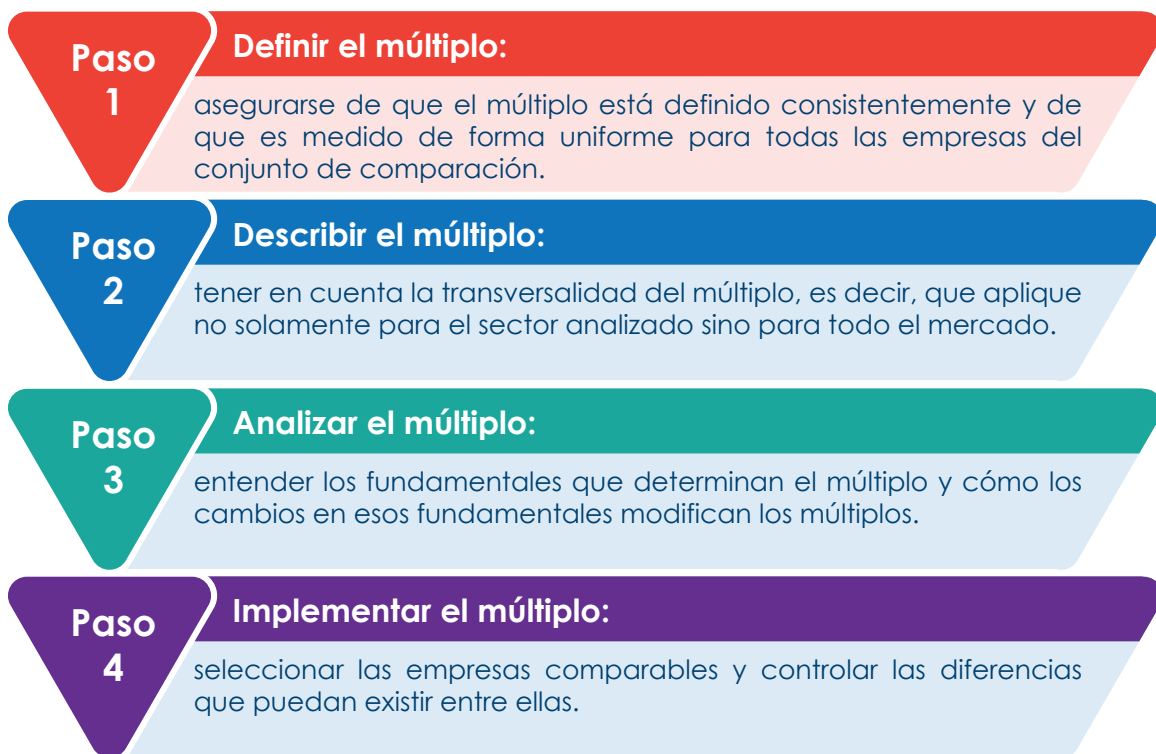 Paso
1
Definir el múltiplo:
asegurarse de que el múltiplo está definido consistentemente y de
que es medido de forma uniforme para todas las empresas del
conjunto de comparación.
Paso
2
Describir el múltiplo:
tener en cuenta la transversalidad del múltiplo, es decir, que aplique
no solamente para el sector analizado sino para todo el mercado.
Paso
3
Analizar el múltiplo:
entender los fundamentales que determinan el múltiplo y cómo los
cambios en esos fundamentales modifican los múltiplos.
Paso
4
Implementar el múltiplo:
seleccionar las empresas comparables y controlar las diferencias
que puedan existir entre ellas.